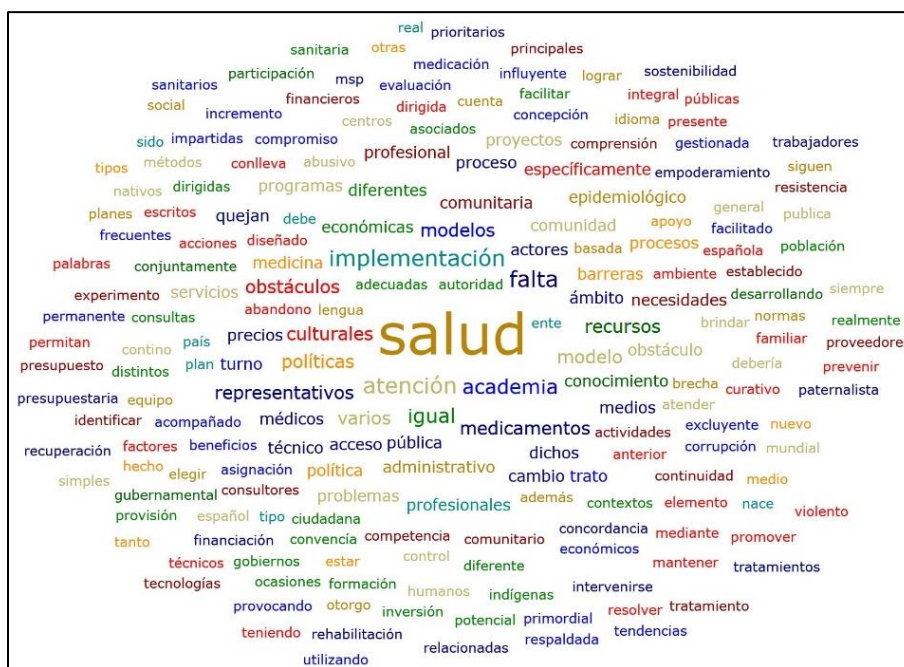 real prioritarios
sanitaria otras principales
participación medicación lograr sostenibilidad
sanitarios msp evaluación influyente
social financieros dirigida cuenta facilitar integral públicas
incremento centros concepción idioma presente
sido impartidas compromiso asociados proyectos comprensión gestionada trabajadores
tipos métodos conlleva abusivo profesional proceso específicamente empoderamiento siguen
nativos dirigidas programas diferentes comunitaria epidemiológico resistencia
planes escritos quejan debe económicas modelos comunidad apoyo general publica
frecuentes acciones diseñado actores basada procesos facilitado
española población
palabras conjuntamente medicina implementación falta barreras ambiente establecido
experimento servicios obstáculos adecuadas autoridad ámbito necesidades desarrollando siempre
permanente consultas abandono lengua salud ente recursos brindar normas realmente
permitan país precios culturales obstáculo familiar proveedores
presupuesto contino plan turno políticas modelo debería
distintos atención academia conocimiento brecha prevenir
presupuestaria equipo representativos medios atender curativo paternalista
identificar acompañado médicos varios igual medicamentos actividades excluyente nuevo
recuperación factores beneficios técnico acceso pública dichos anterior corrupción mundial
hecho elegir asignación política administrativo cambio trato continuidad medio
simples gubernamental consultores problemas profesionales además contextos elemento nace violento
provisión español tipo ciudadana
tanto financiación convencía competencia comunitario concordancia mediante promover
técnicos gobiernos estar control diferente económicos mantener tratamientos
tecnologías ocasiones formación humanos indígenas intervenirse
provocando otorgo inversión potencial primordial resolver tratamiento
teniendo rehabilitación relacionadas respaldada tendencias
utilizando